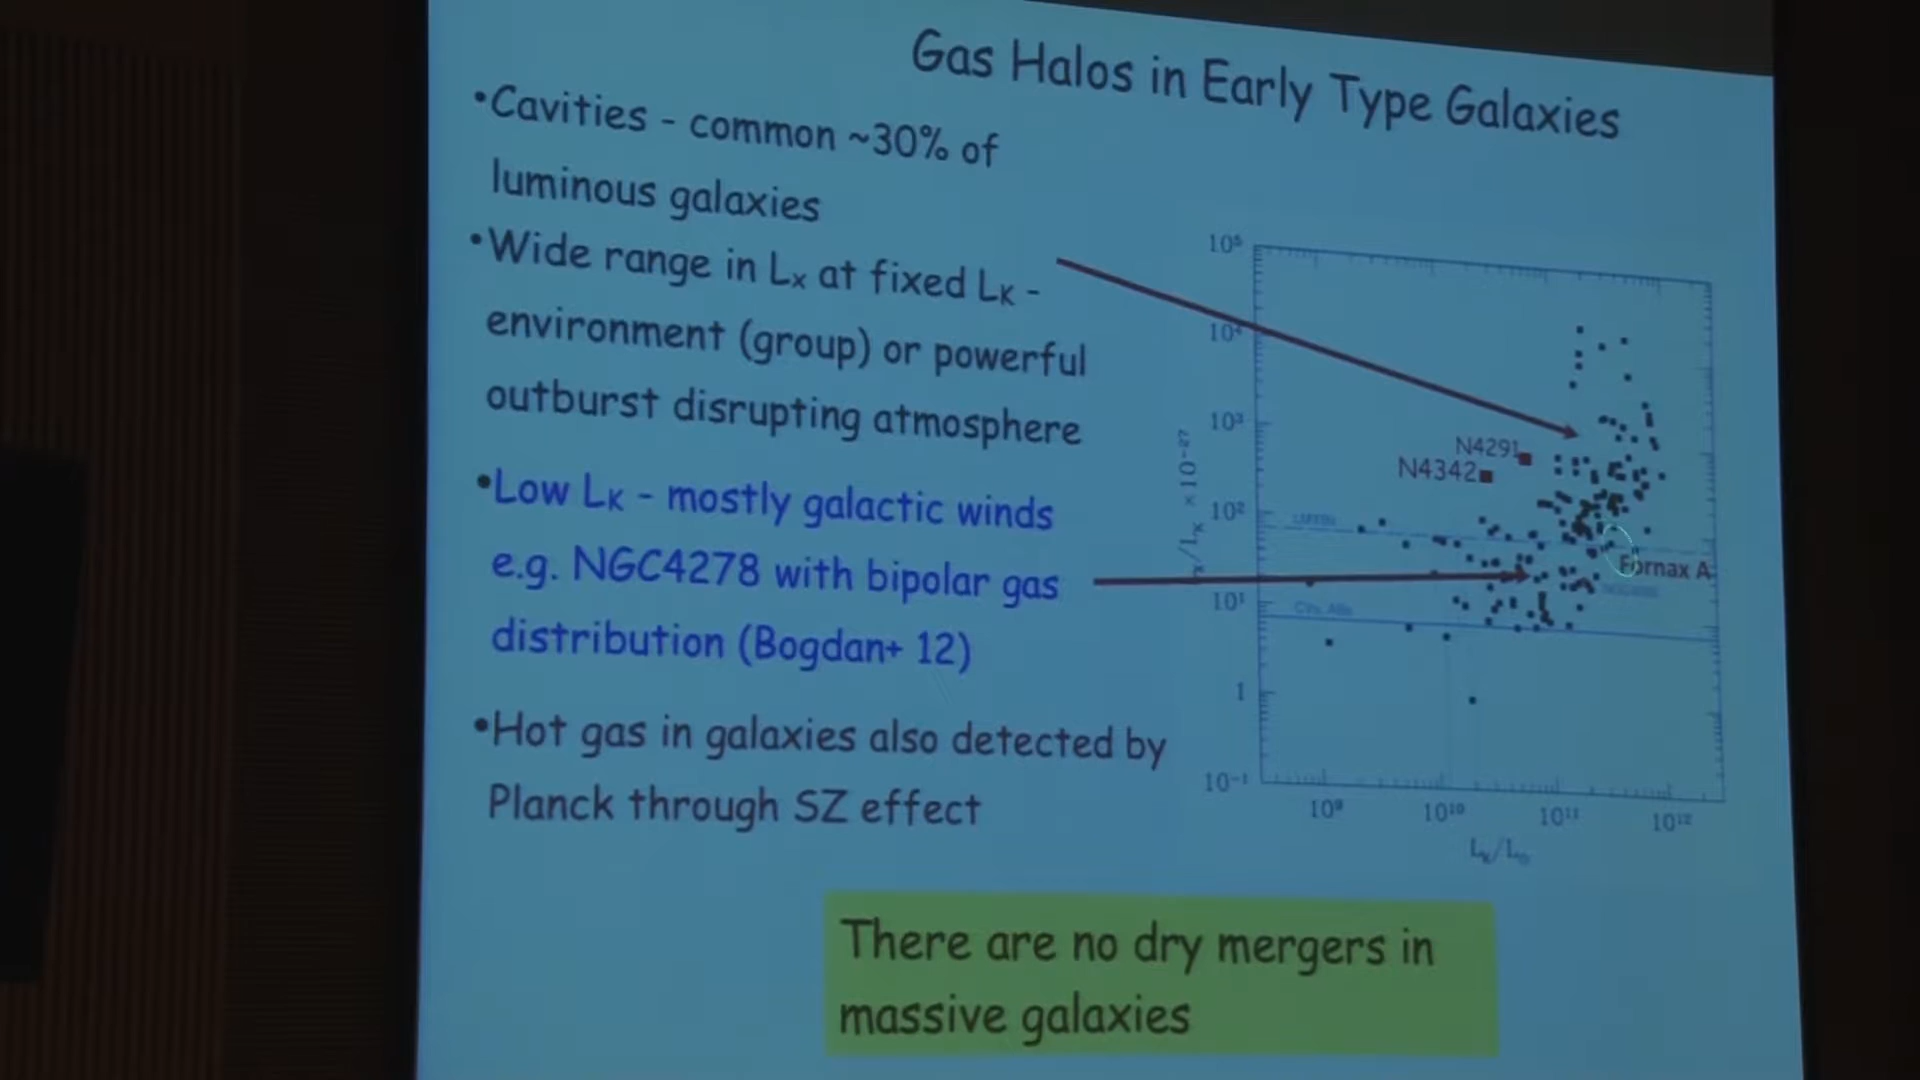 Gas Halos in Early Type Galaxies
•Cavities - common ~30% of
luminous galaxies
•Wide range in Lx at fixed LK -
environment (group) or powerful
outburst disrupting atmosphere
•Low LK - mostly galactic winds
e.g. NGC4278 with bipolar gas
distribution (Bogdan+ 12)
•Hot gas in galaxies also detected by
Planck through SZ effect
10⁵
10⁴
10³
10²
10¹
1
10⁻¹
N4291
N4342
Fornax A
10⁹
10¹⁰
10¹¹
10¹²
There are no dry mergers in
massive galaxies